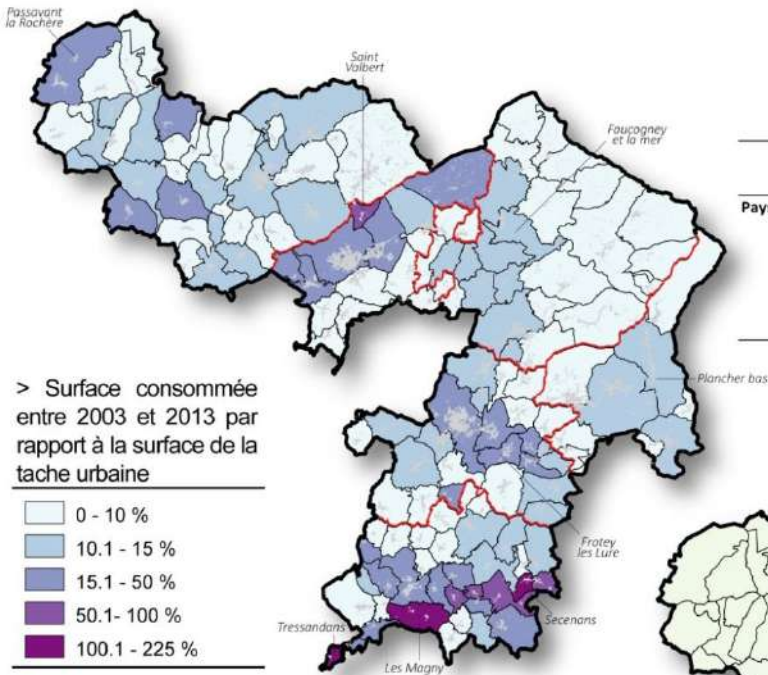 Passavant
la Rochère
Saint
Valbert
Faucogney
et la mer
Pays
Plancher bas
> Surface consommée
entre 2003 et 2013 par
rapport à la surface de la
tache urbaine
0 - 10 %
10.1 - 15 %
15.1 - 50 %
50.1- 100 %
100.1 - 225 %
Frotey
les Lure
Secenans
Tressandans
Les Magny